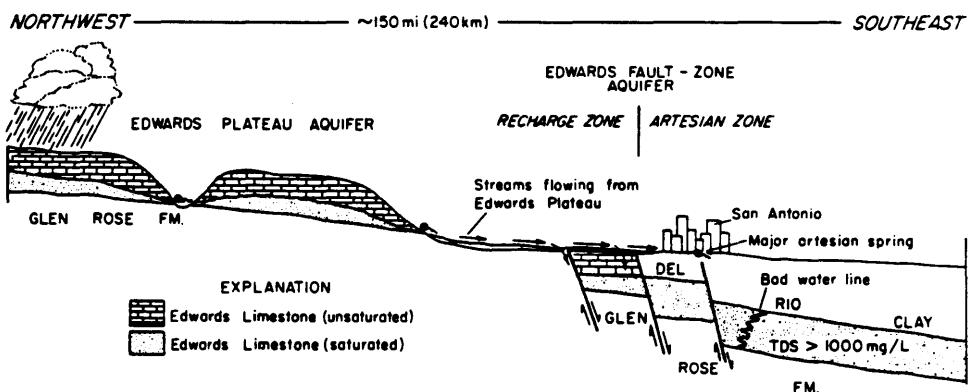 NORTHWEST ~150 mi (240 km) SOUTHEAST
EDWARDS FAULT-ZONE
AQUIFER
EDWARDS PLATEAU AQUIFER
RECHARGE ZONE
ARTESIAN ZONE
Streams flowing from
Edwards Plateau
San Antonio
Major artesian spring
GLEN ROSE FM.
DEL
Bad water line
EXPLANATION
RIO
Edwards Limestone (unsaturated)
GLEN
CLAY
Edwards Limestone (saturated)
TDS > 1000 mg/L
ROSE
FM.